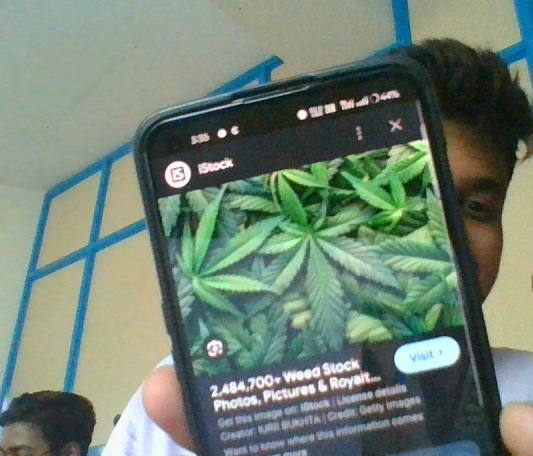 5:55
44%
iStock
2,484,700+ Weed Stock
Photos, Pictures & Royalt...
Get this image on: iStock | License details
Creator: IURII BUKHTA | Credit: Getty Images
Want to know where this information comes
Visit >